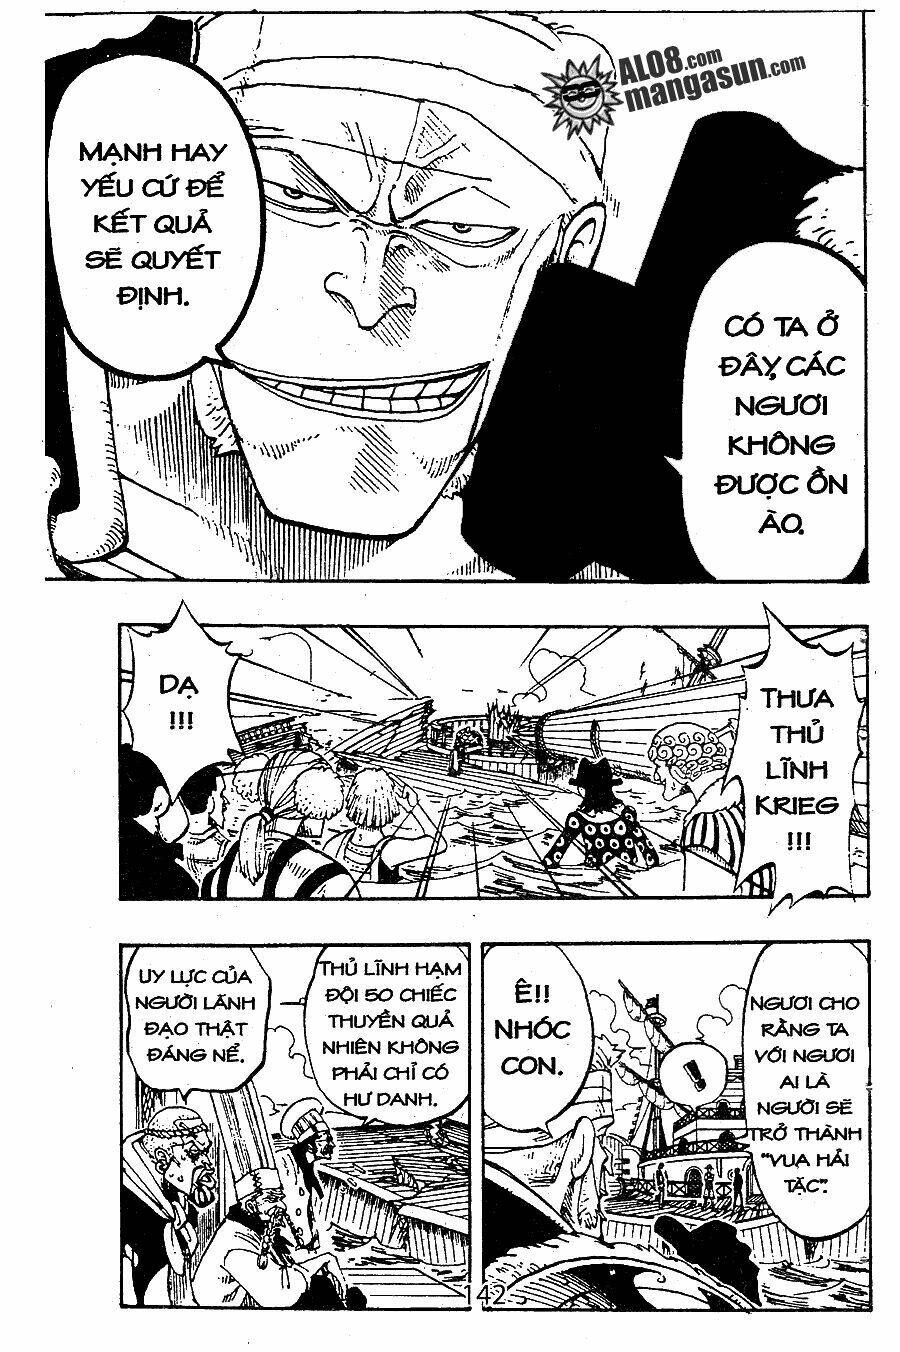 AL08.com
mangasun.com
MẠNH HAY
YẾU CỨ ĐỂ
KẾT QUẢ
SẼ QUYẾT
ĐỊNH.
CÓ TA Ở
ĐÂY, CÁC
NGƯƠI
KHÔNG
ĐƯỢC ỒN
ÀO.
DẠ
!!!
THƯA
THỦ
LĨNH
KRIEG
!!!
UY LỰC CỦA
NGƯỜI LÃNH
ĐẠO THẬT
ĐÁNG NỂ.
THỦ LĨNH HẠM
ĐỘI 50 CHIẾC
THUYỀN QUẢ
NHIÊN KHÔNG
PHẢI CHỈ CÓ
HƯ DANH.
Ê!!
NHÓC
CON.
!!
NGƯƠI CHO
RẰNG TA
VỚI NGƯƠI
AI LÀ
NGƯỜI SẼ
TRỞ THÀNH
"VUA HẢI
TẶC".
142